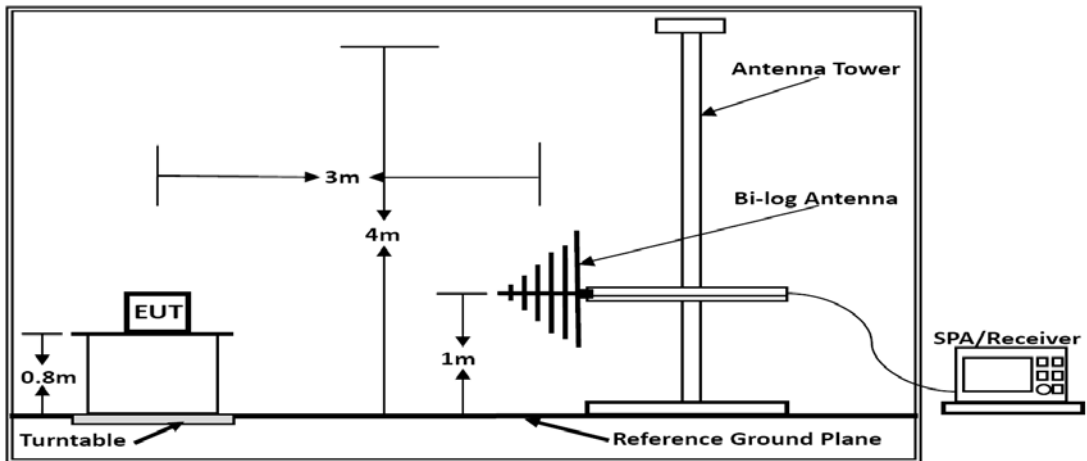 Antenna Tower
3m
Bi-log Antenna
4m
EUT
SPA/Receiver
1m
0.8m
Turntable
Reference Ground Plane